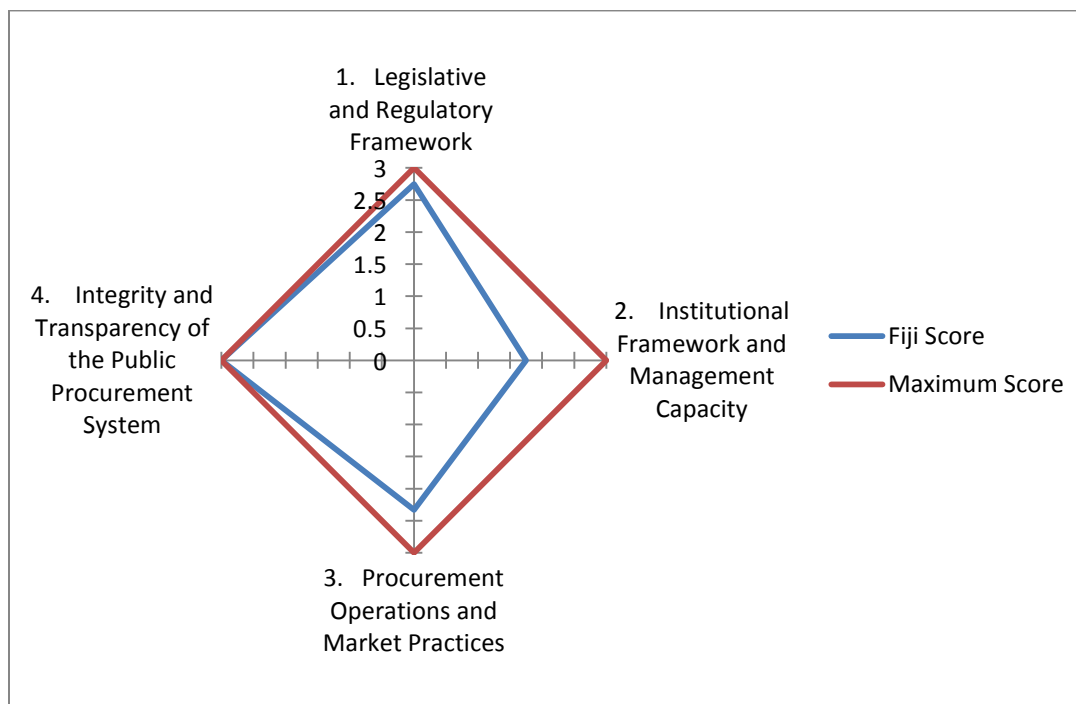 1. Legislative
and Regulatory
Framework
3
2.5
2
1.5
1
0.5
0
4. Integrity and
Transparency of
the Public
Procurement
System
2. Institutional
Framework and
Management
Capacity
3. Procurement
Operations and
Market Practices
Fiji Score
Maximum Score